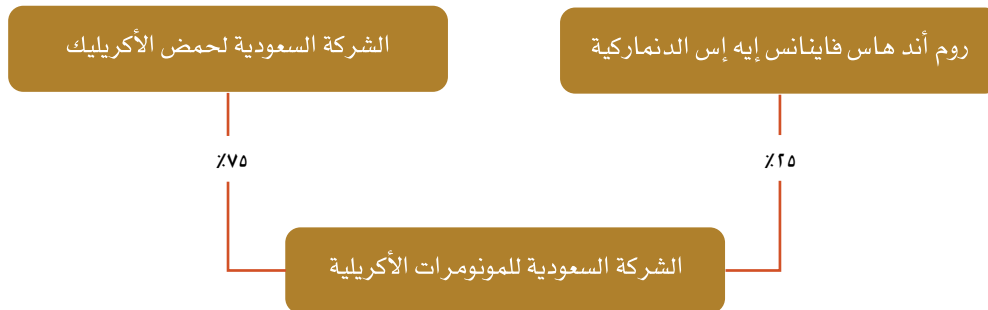 روم أند هاس فاينانس إيه إس الدنماركية
الشركة السعودية لحمض الأكريليك
٢٥٪
٧٥٪
الشركة السعودية للمونومرات الأكريلية